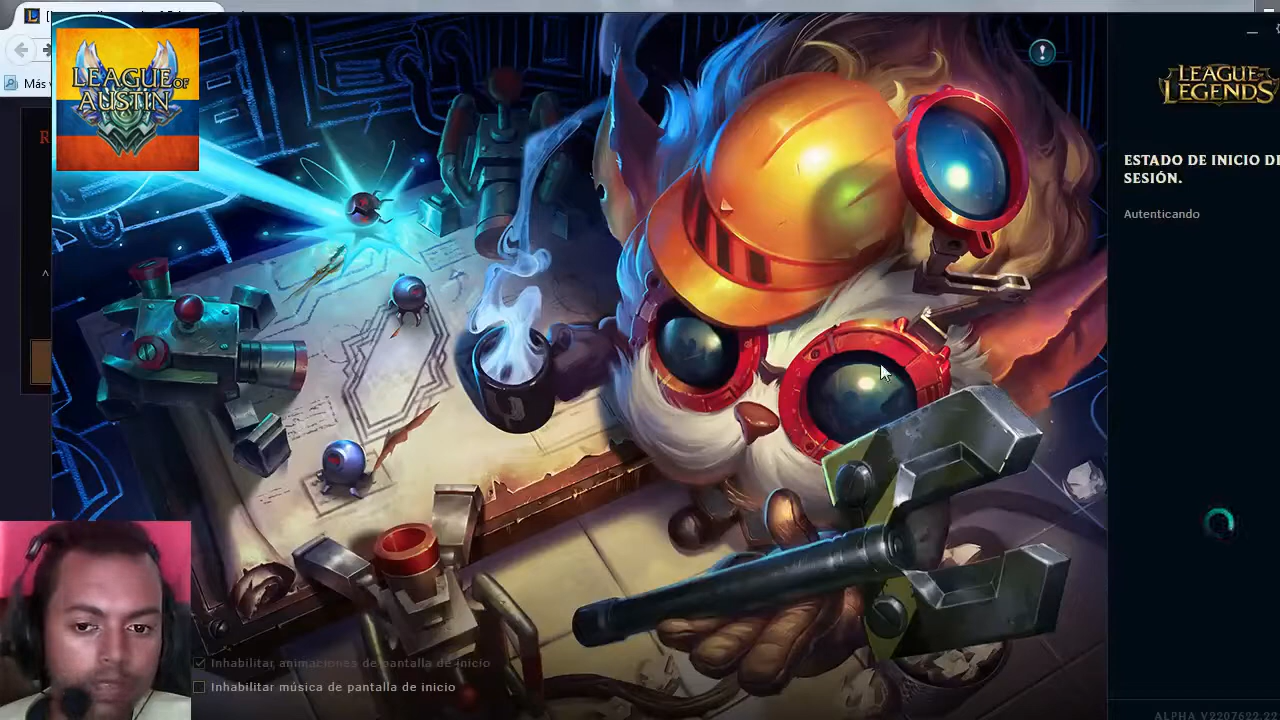 Más v
R
LEAGUE OF
AUSTIN
LEAGUE of
LEGENDS
ESTADO DE INICIO DE
SESIÓN.
Autenticando
Inhabilitar animaciones de pantalla de inicio
Inhabilitar música de pantalla de inicio